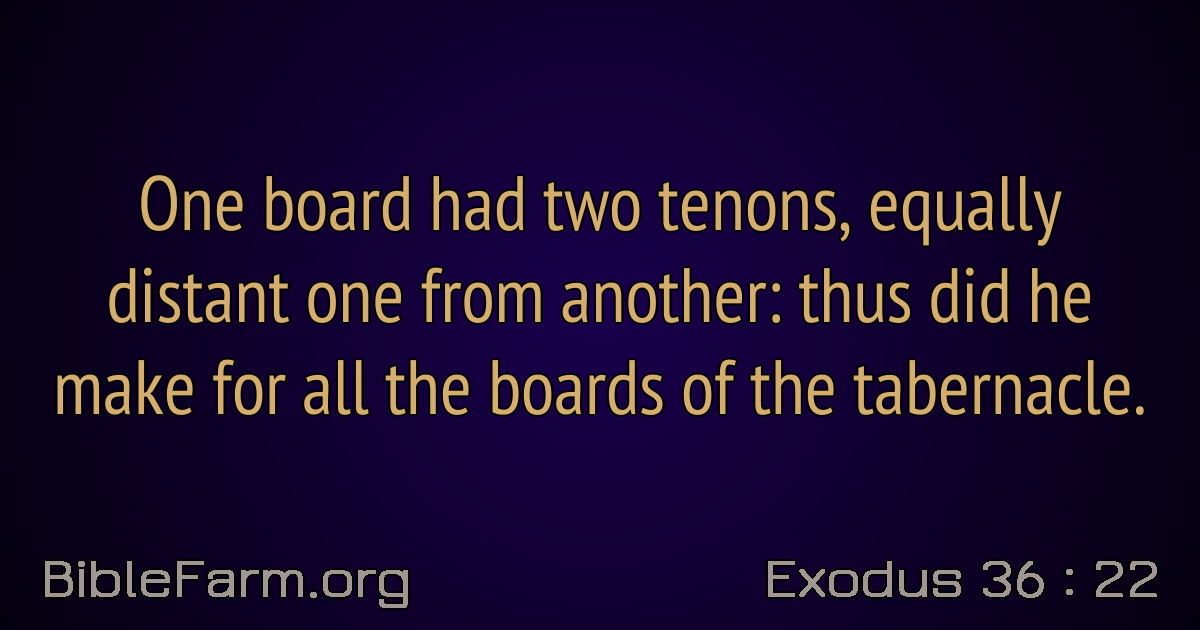 One board had two tenons, equally
distant one from another: thus did he
make for all the boards of the tabernacle.
BibleFarm.org
Exodus 36 : 22